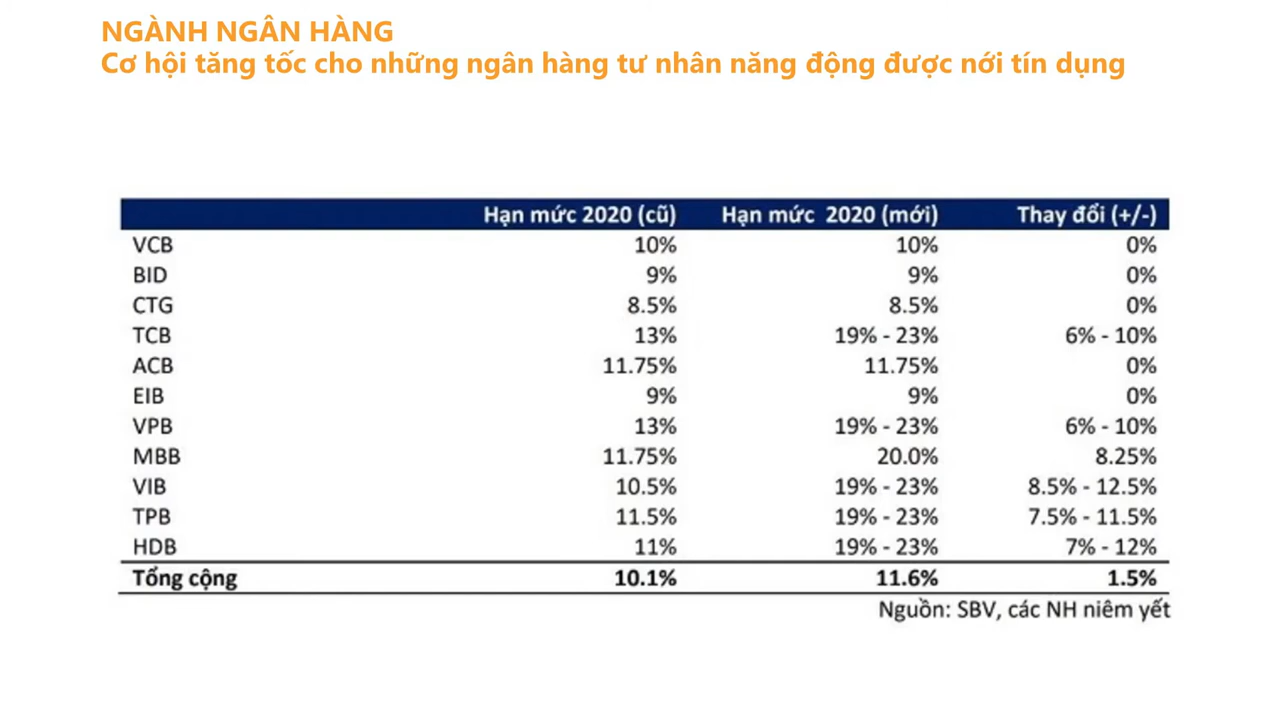 NGÀNH NGÂN HÀNG
Cơ hội tăng tốc cho những ngân hàng tư nhân năng động được nới tín dụng
Hạn mức 2020 (cũ) Hạn mức 2020 (mới) Thay đổi (+/-)
VCB 10% 10% 0%
BID 9% 9% 0%
CTG 8.5% 8.5% 0%
TCB 13% 19% - 23% 6% - 10%
ACB 11.75% 11.75% 0%
EIB 9% 9% 0%
VPB 13% 19% - 23% 6% - 10%
MBB 11.75% 20.0% 8.25%
VIB 10.5% 19% - 23% 8.5% - 12.5%
TPB 11.5% 19% - 23% 7.5% - 11.5%
HDB 11% 19% - 23% 7% - 12%
Tổng cộng 10.1% 11.6% 1.5%
Nguồn: SBV, các NH niêm yết